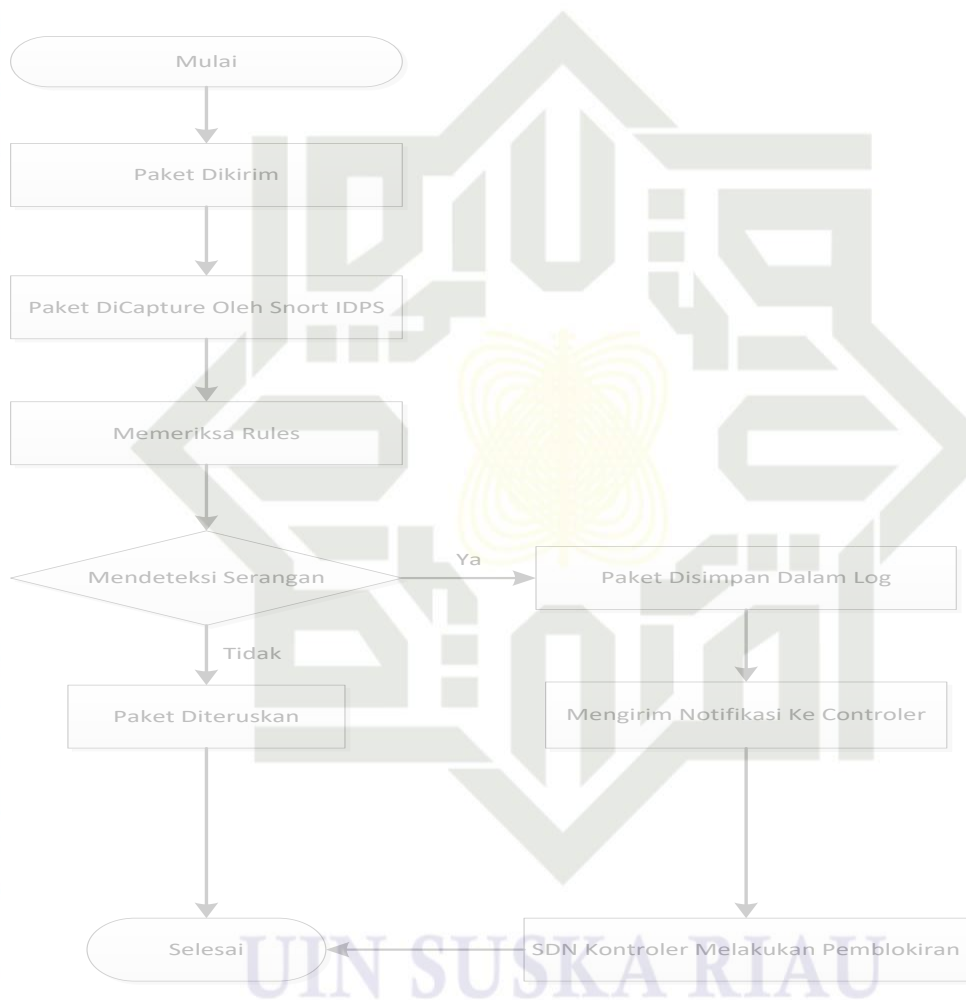 Mulai
Paket Dikirim
Paket DiCapture Oleh Snort IDPS
Memeriksa Rules
Mendeteksi Serangan
Ya
Paket Disimpan Dalam Log
Tidak
Paket Diteruskan
Mengirim Notifikasi Ke Controler
Selesai
SDN Kontroler Melakukan Pemblokiran
UIN SUSKA RIAU